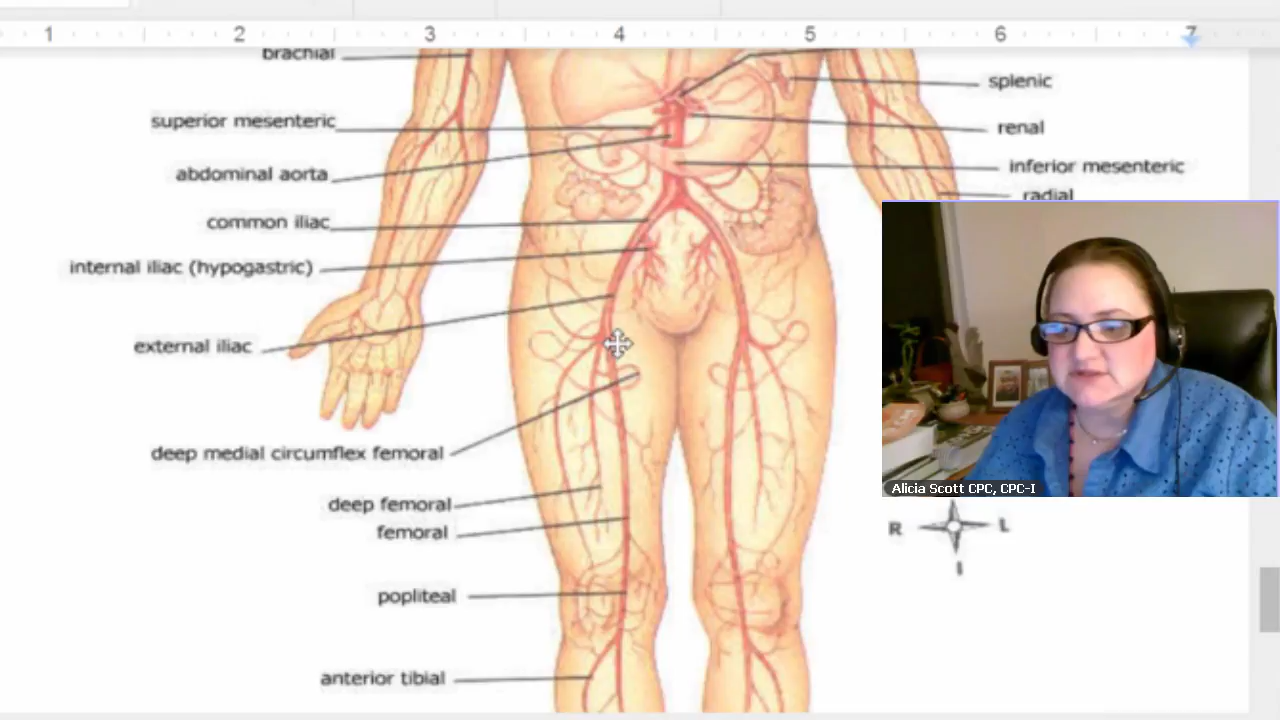 1 2 3 4 5 6 7
brachial
splenic
superior mesenteric
renal
abdominal aorta
inferior mesenteric
radial
common iliac
internal iliac (hypogastric)
external iliac
deep medial circumflex femoral
Alicia Scott CPC, CPC-I
deep femoral
R L
femoral
I
popliteal
anterior tibial